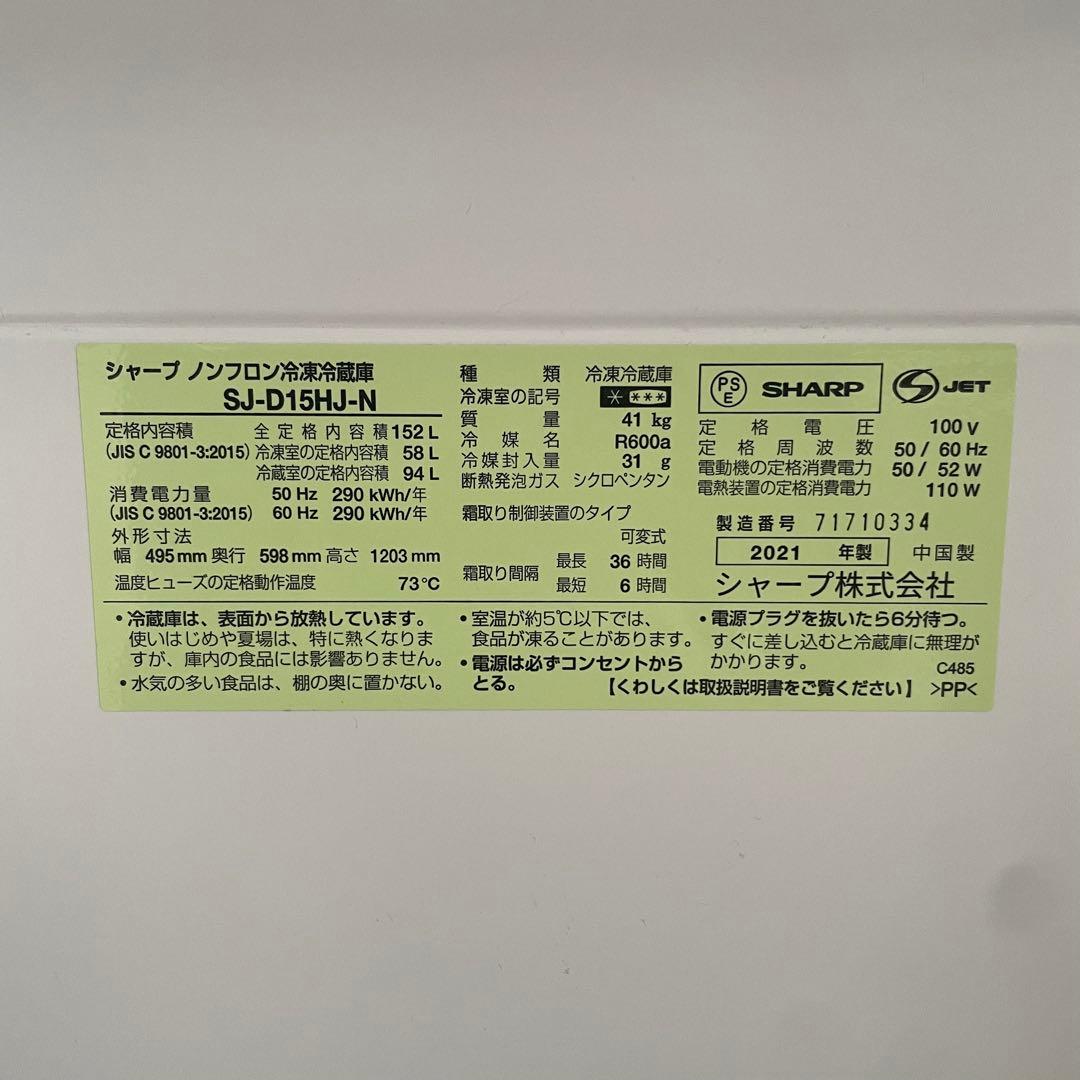 シャープ ノンフロン冷凍冷蔵庫
SJ-D15HJ-N
定格内容積 全定格内容積 152 L
(JIS C 9801-3:2015) 冷凍室の定格内容積 58 L
冷蔵室の定格内容積 94 L
消費電力量 50 Hz 290 kWh/年
(JIS C 9801-3:2015) 60 Hz 290 kWh/年
外形寸法
幅 495 mm 奥行 598 mm 高さ 1203 mm
温度ヒューズの定格動作温度 73℃
種類 冷凍冷蔵庫
冷凍室の記号 * ***
質量 41 kg
冷媒名 R600a
冷媒封入量 31 g
断熱発泡ガス シクロペンタン
霜取り制御装置のタイプ
可変式
霜取り間隔 最長 36 時間
最短 6 時間
PSE SHARP S JET
定格電圧 100 V
定格周波数 50 / 60 Hz
電動機の定格消費電力 50 / 52 W
電熱装置の定格消費電力 110 W
製造番号 71710334
2021 年製 中国製
シャープ株式会社
・冷蔵庫は、表面から放熱しています。
使いはじめや夏場は、特に熱くなりま
すが、庫内の食品には影響ありません。
・水気の多い食品は、棚の奥に置かない。
・室温が約5℃以下では、
食品が凍ることがあります。
・電源は必ずコンセントから
とる。
・電源プラグを抜いたら6分待つ。
すぐに差し込むと冷蔵庫に無理が
かかります。
C485
【くわしくは取扱説明書をご覧ください】 >PP<